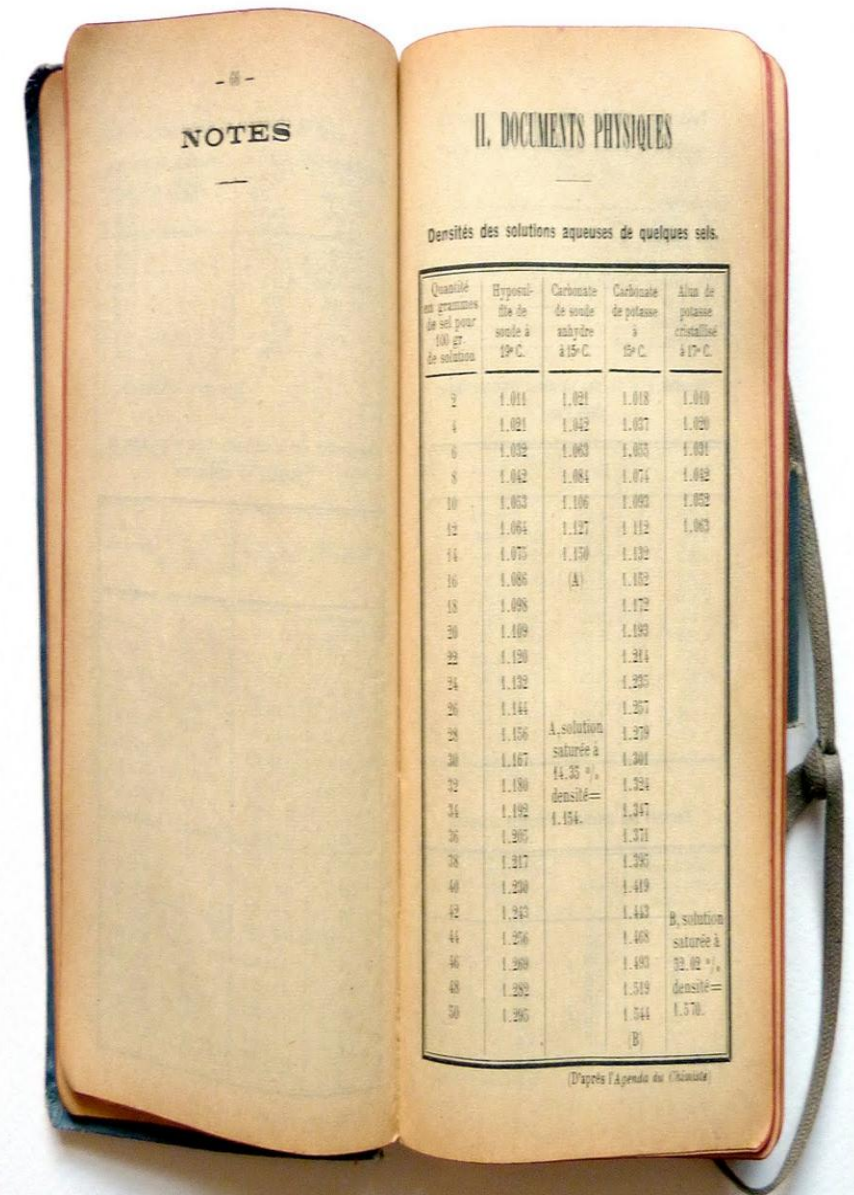 NOTES
II. DOCUMENTS PHYSIQUES
Densités des solutions aqueuses de quelques sels.
Quantité en grammes de sel pour 100 gr. de solution | Hyposulfite de soude à 19° C. | Carbonate de soude anhydre à 15° C. | Carbonate de potasse à 15° C. | Alun de potasse cristallisé à 17° C.
2 1.011 1.021 1.018 1.010
4 1.021 1.042 1.037 1.020
6 1.032 1.063 1.055 1.031
8 1.042 1.084 1.074 1.042
10 1.053 1.106 1.093 1.052
12 1.064 1.127 1 112 1.063
14 1.075 1.150 1.132
16 1.086 (A) 1.152
18 1.098 1.172
20 1.109 1.193
22 1.120 1.214
24 1.132 1.235
26 1.144 1.257
28 1.156 1.279
30 1.167 1.301
32 1.180 1.324
34 1.192 1.347
36 1.205 1.371
38 1.217 1.395
40 1.230 1.419
42 1.243 1.443
44 1.256 1.468
46 1.269 1.493
48 1.282 1.519
50 1.295 1.544
(B)
A, solution
saturée à
14.35 %
densité=
1.154.
B, solution
saturée à
densité=
1.570.
(D'après l'Agenda du Chimiste)